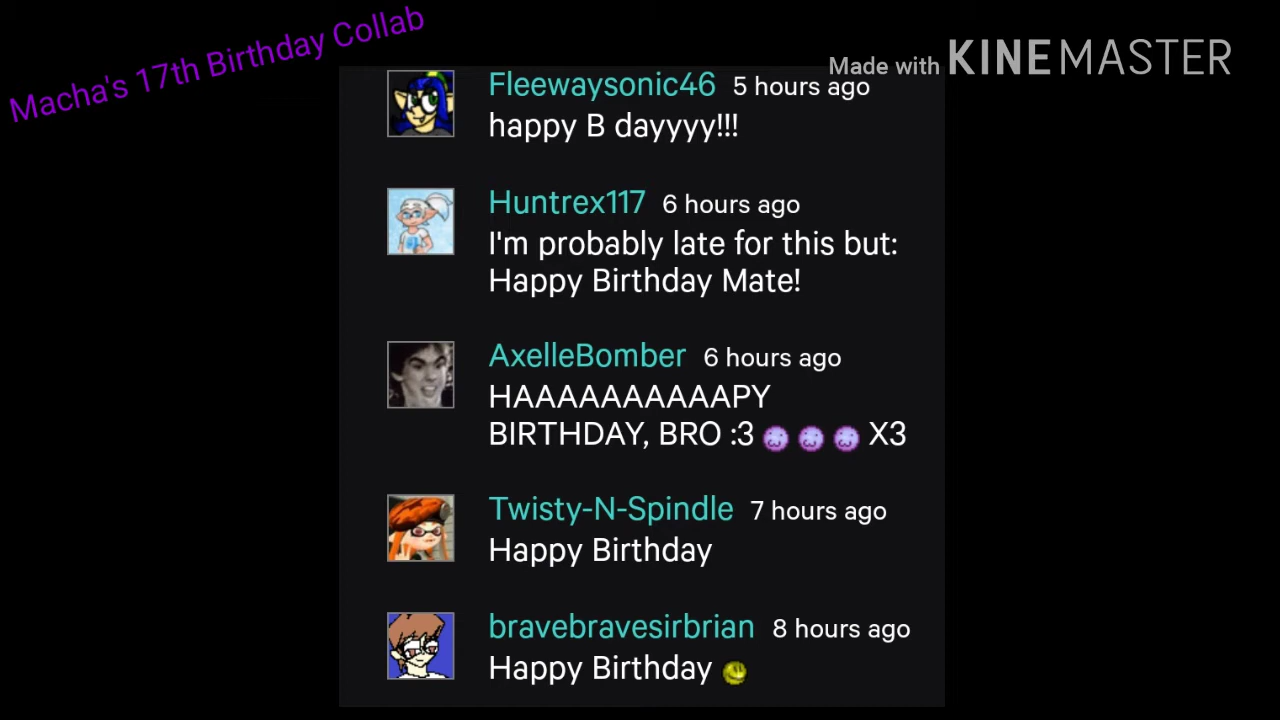 Macha's 17th Birthday Collab
Made with KINEMASTER
Fleewaysonic46 5 hours ago
happy B dayyyy!!!
Huntrex117 6 hours ago
I'm probably late for this but:
Happy Birthday Mate!
AxelleBomber 6 hours ago
HAAAAAAAAAAPY
BIRTHDAY, BRO :3 X3
Twisty-N-Spindle 7 hours ago
Happy Birthday
bravebravesirbrian 8 hours ago
Happy Birthday